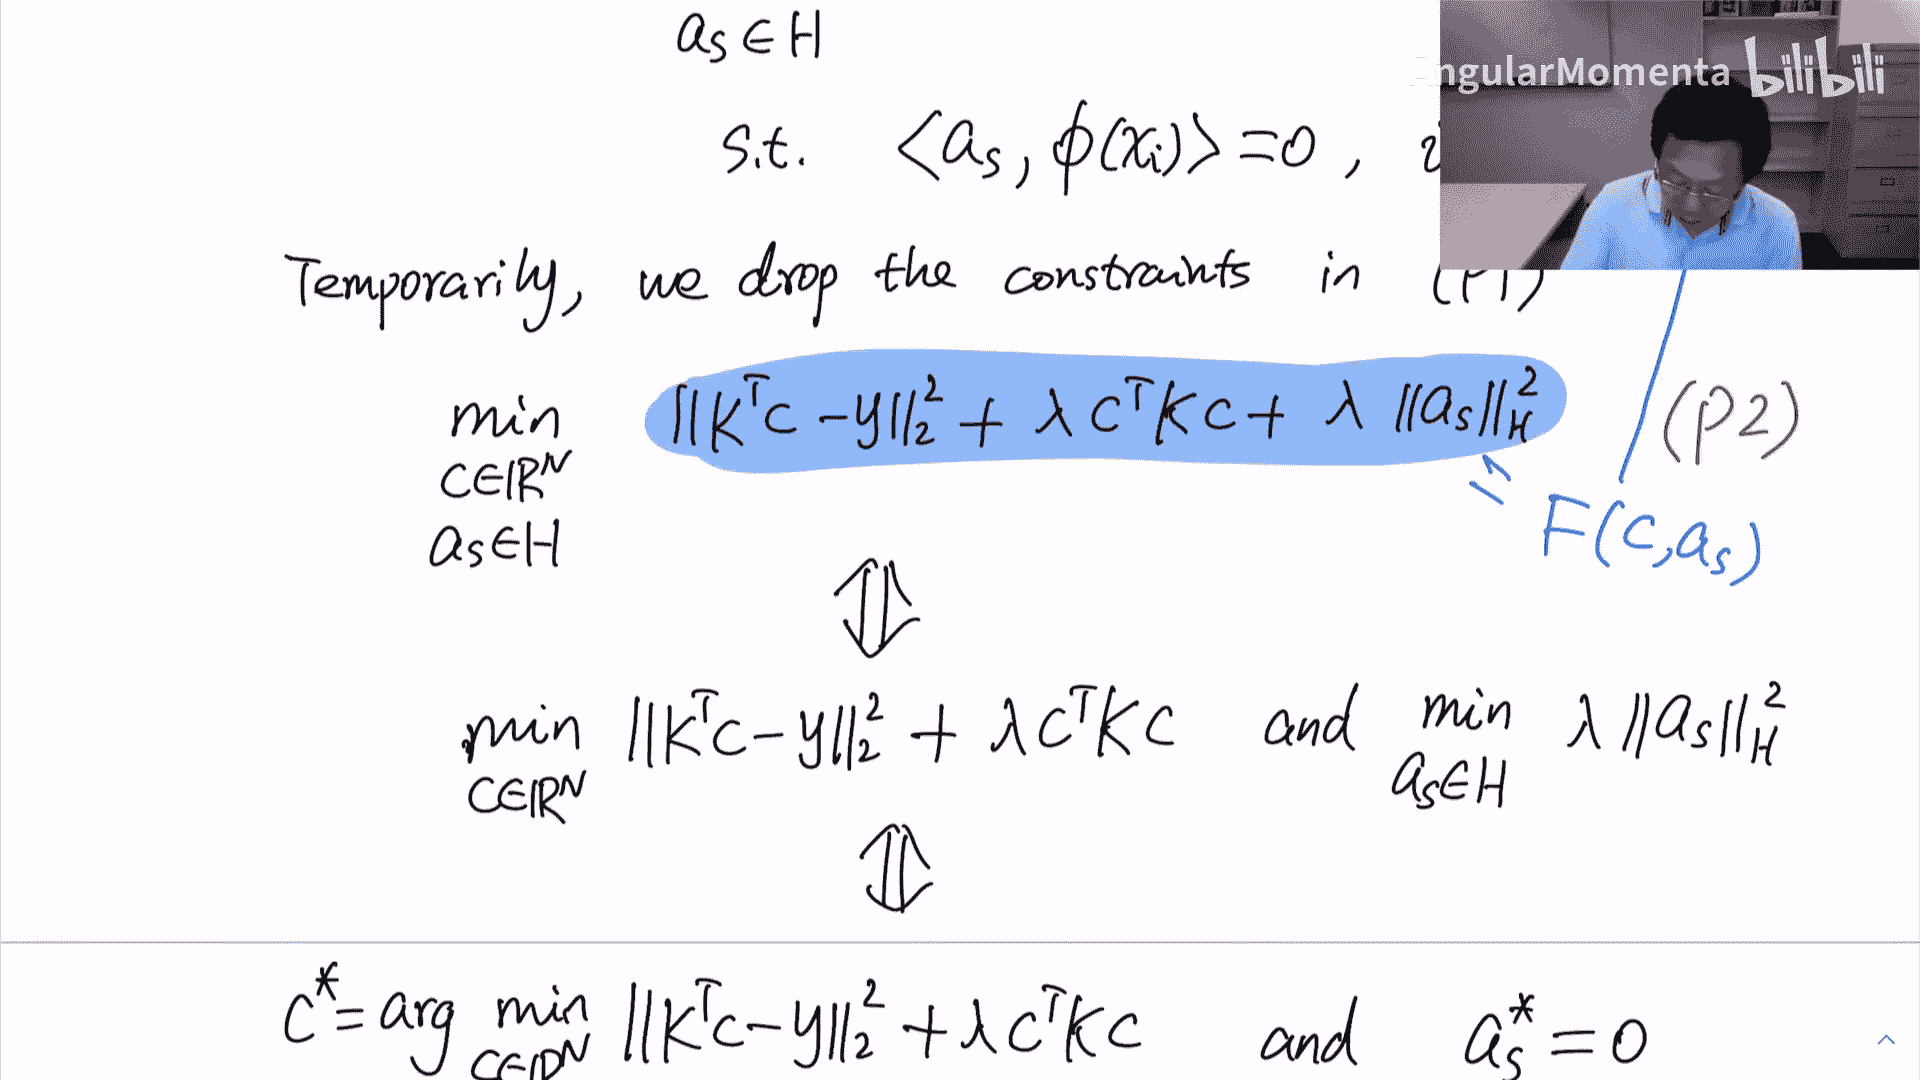 a_s ∈ H
s.t. <a_s, φ(x_i)> = 0,
ngularMomenta bilibili
Temporarily, we drop the constraints in (P1)
min ‖K^T c − y‖_2^2 + λ c^T K c + λ ‖a_s‖_H^2 (P2)
c∈ℝ^N
a_s∈H
= F(c, a_s)
⇕
min ‖K^T c − y‖_2^2 + λ c^T K c and min λ ‖a_s‖_H^2
c∈ℝ^N a_s∈H
⇕
c* = arg min ‖K^T c − y‖_2^2 + λ c^T K c and a_s^* = 0
c∈ℝ^N